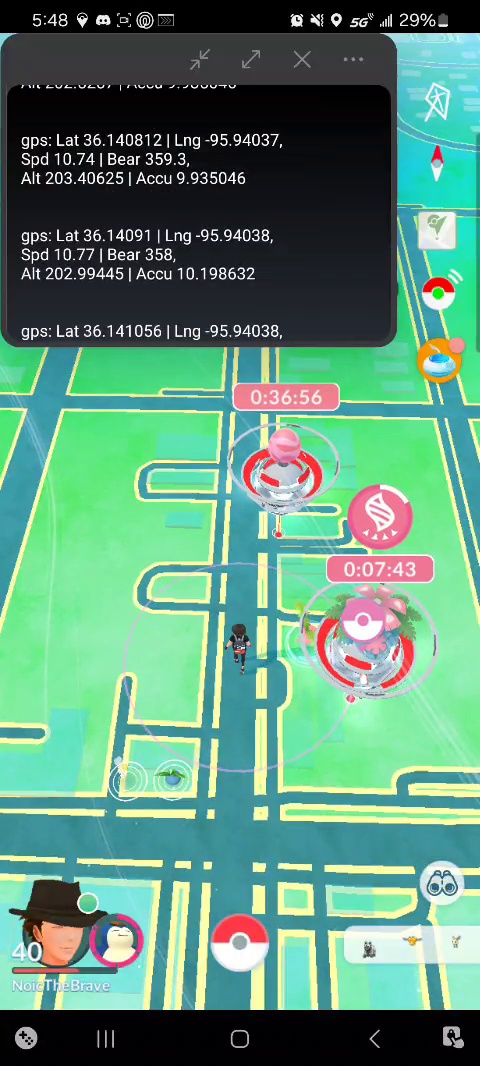 5:48
5G
29%
gps: Lat 36.140812 | Lng -95.94037,
Spd 10.74 | Bear 359.3,
Alt 203.40625 | Accu 9.935046
gps: Lat 36.14091 | Lng -95.94038,
Spd 10.77 | Bear 358,
Alt 202.99445 | Accu 10.198632
gps: Lat 36.141056 | Lng -95.94038,
0:36:56
0:07:43
40
NoicTheBrave